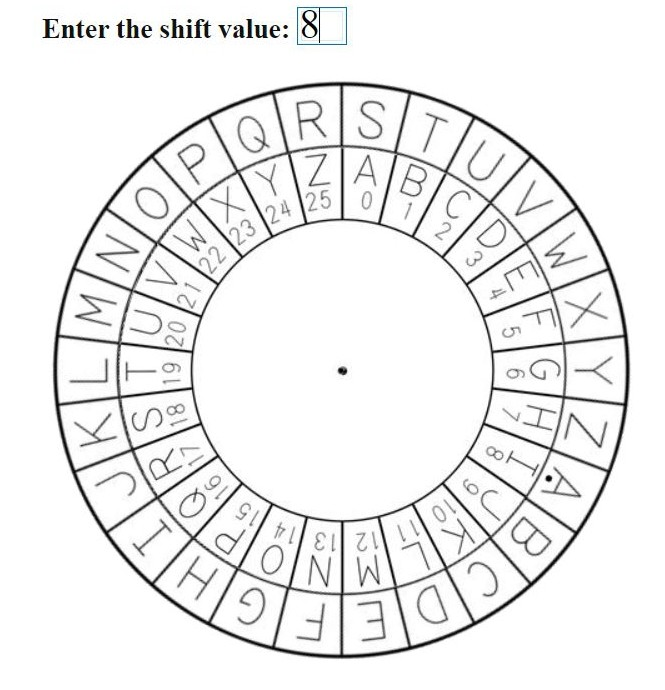 Enter the shift value: 8
R S T U V W X Y Z A B C D E F G H I J K L M N O P Q
A B C D E F G H I J K L M N O P Q R S T U V W X Y Z
0 1 2 3 4 5 6 7 8 9 10 11 12 13 14 15 16 17 18 19 20 21 22 23 24 25